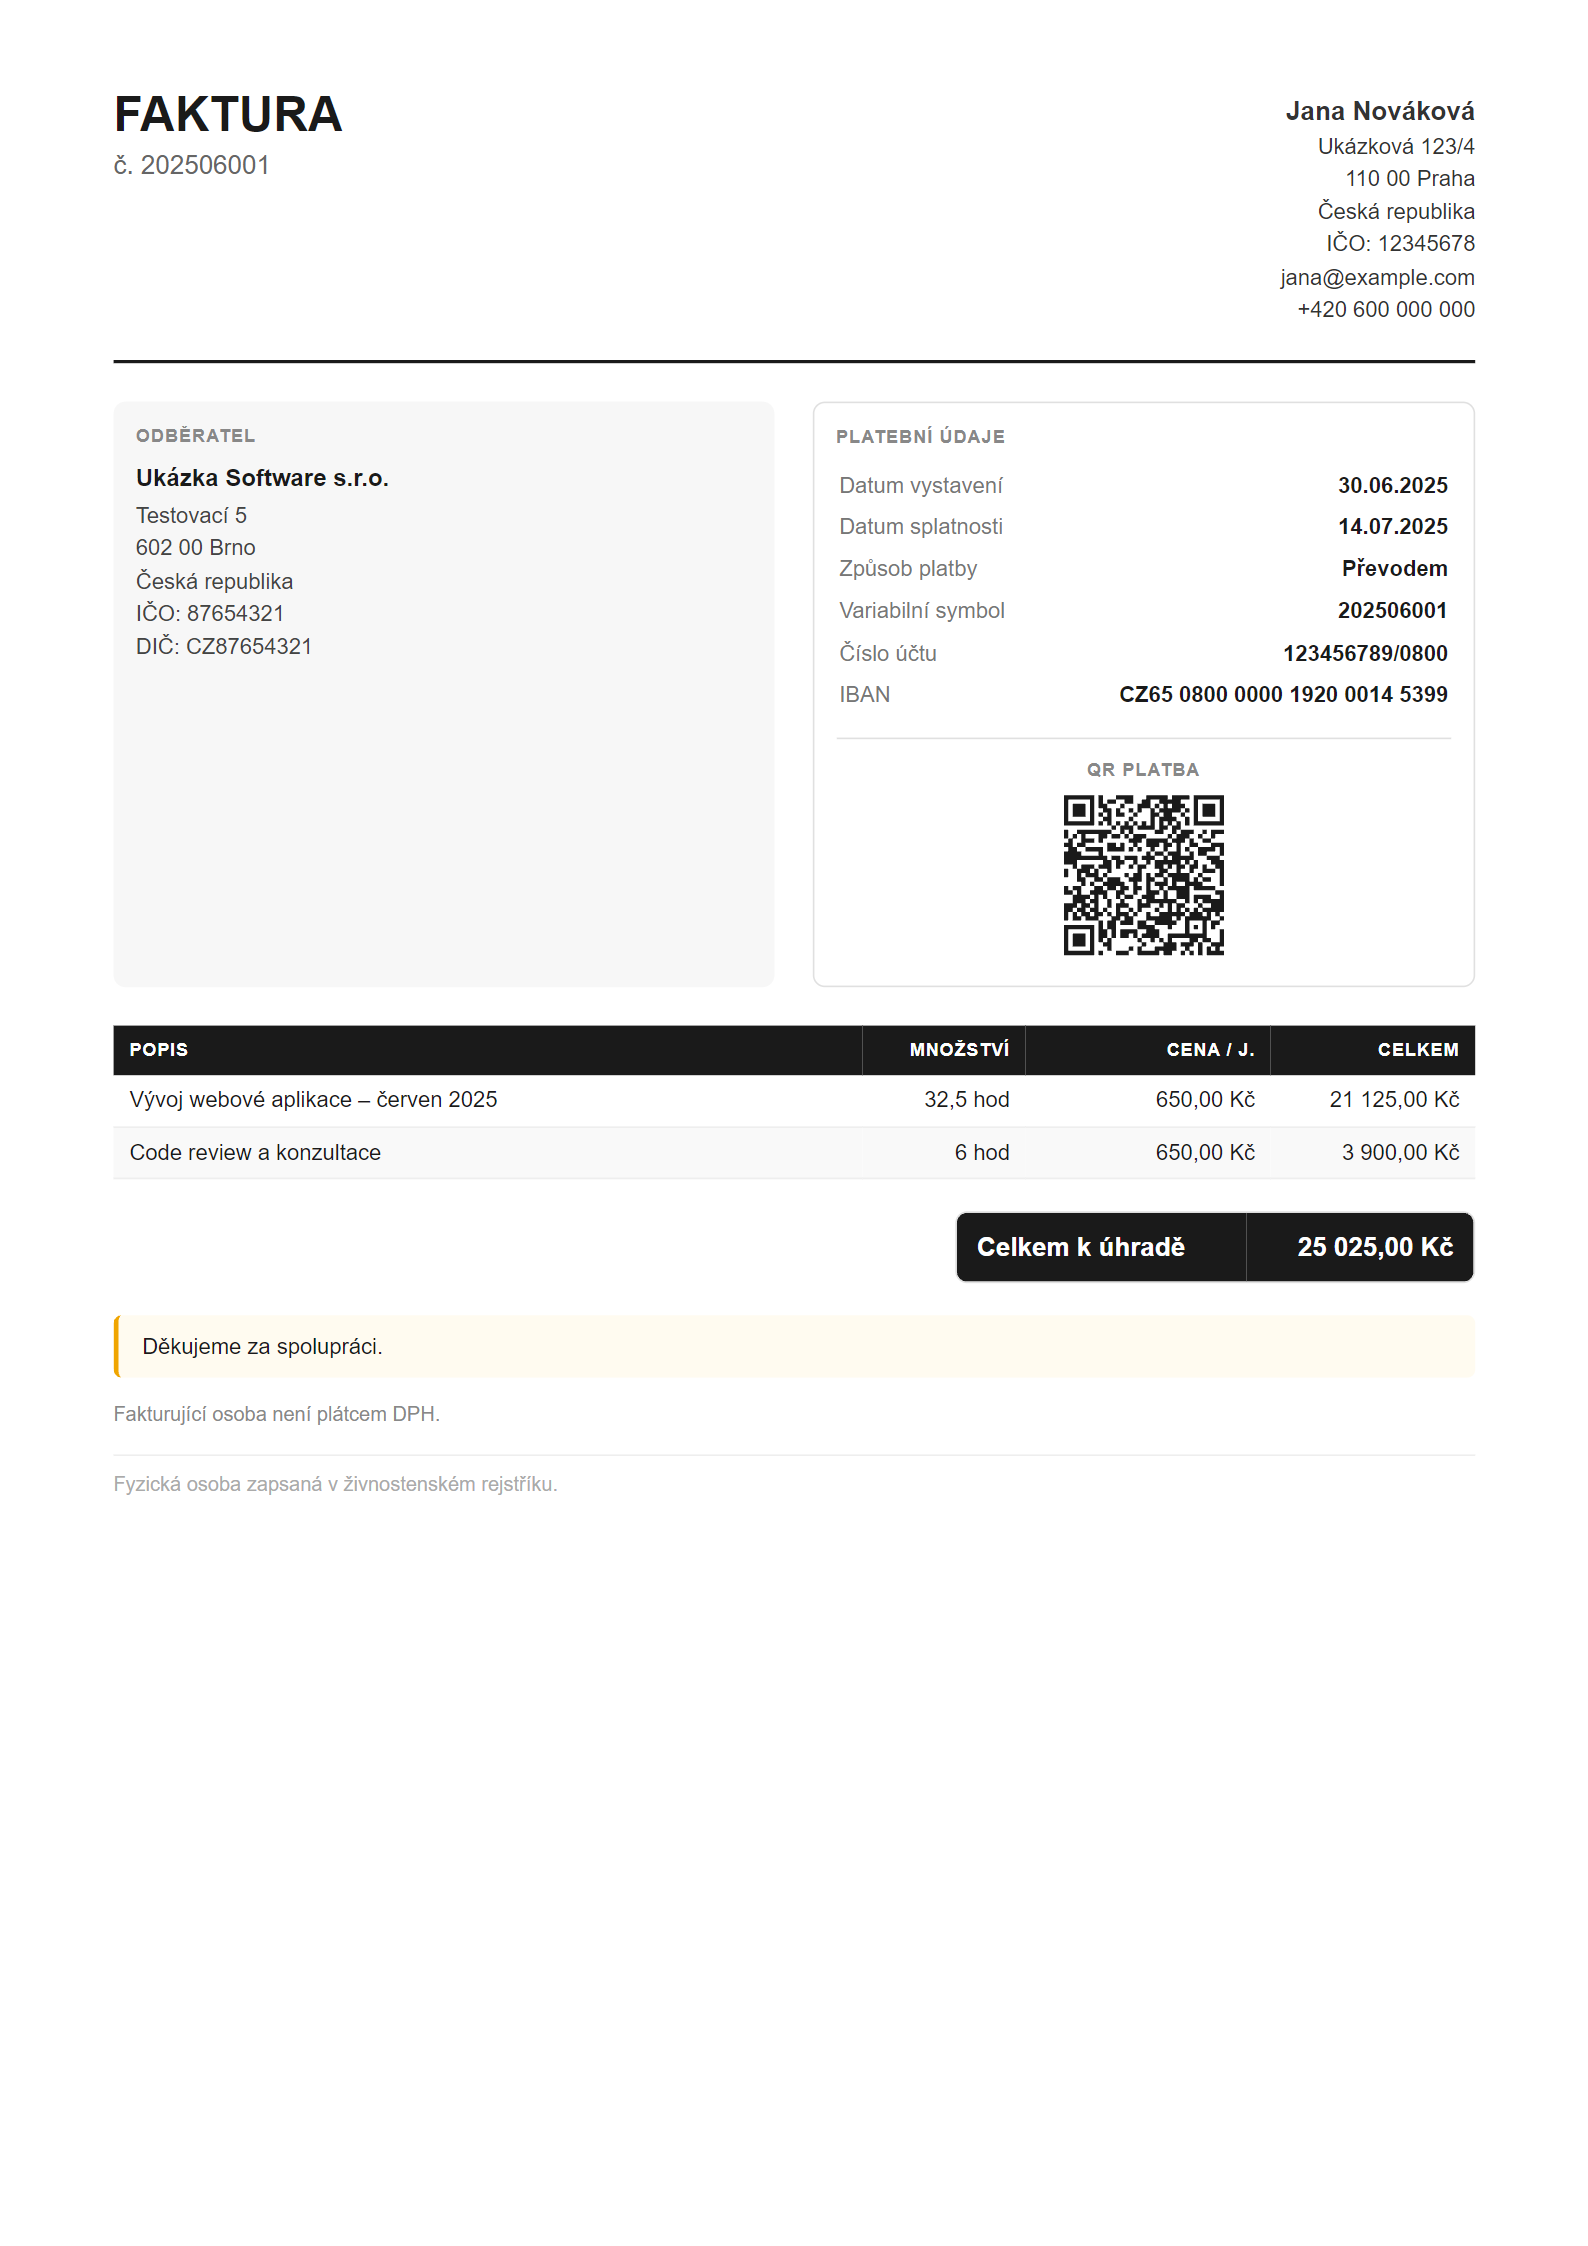 FAKTURA
č. 202506001
Jana Nováková
Ukázková 123/4
110 00 Praha
Česká republika
IČO: 12345678
jana@example.com
+420 600 000 000
ODBĚRATEL
Ukázka Software s.r.o.
Testovací 5
602 00 Brno
Česká republika
IČO: 87654321
DIČ: CZ87654321
PLATEBNÍ ÚDAJE
Datum vystavení 30.06.2025
Datum splatnosti 14.07.2025
Způsob platby Převodem
Variabilní symbol 202506001
Číslo účtu 123456789/0800
IBAN CZ65 0800 0000 1920 0014 5399
QR PLATBA
POPIS MNOŽSTVÍ CENA / J. CELKEM
Vývoj webové aplikace – červen 2025 32,5 hod 650,00 Kč 21 125,00 Kč
Code review a konzultace 6 hod 650,00 Kč 3 900,00 Kč
Celkem k úhradě 25 025,00 Kč
Děkujeme za spolupráci.
Fakturující osoba není plátcem DPH.
Fyzická osoba zapsaná v živnostenském rejstříku.